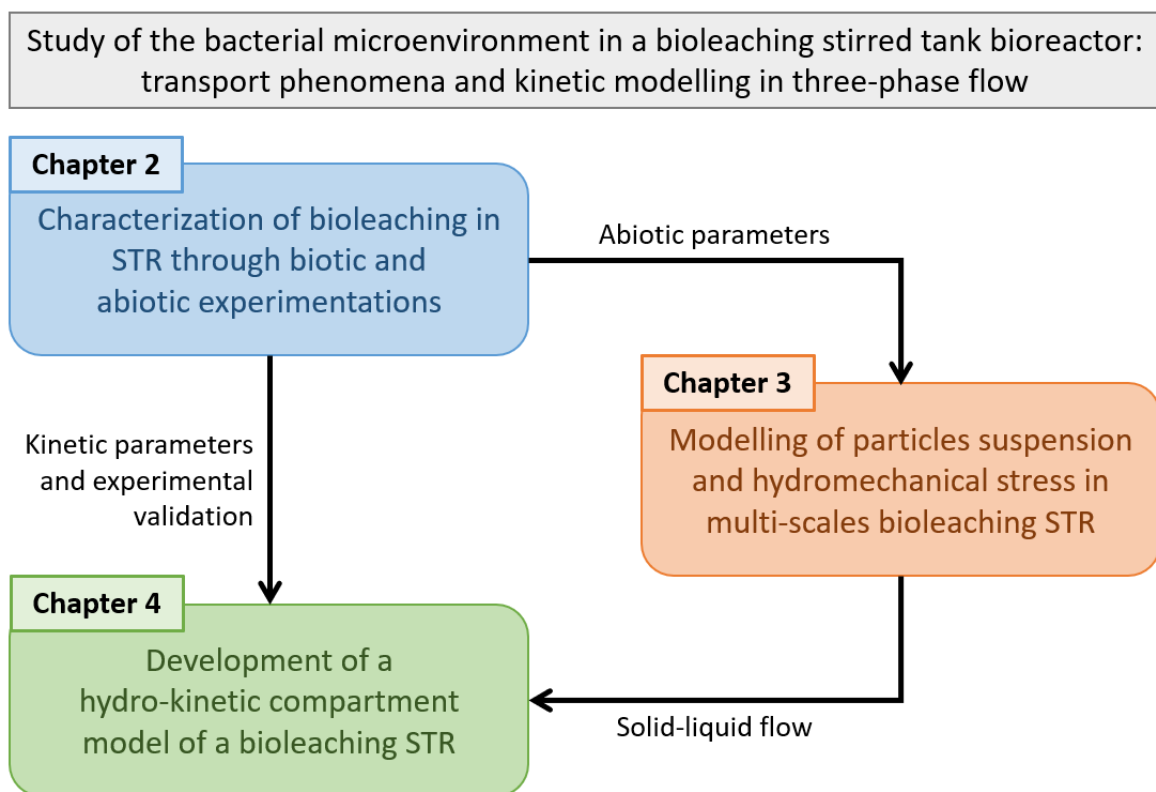 Study of the bacterial microenvironment in a bioleaching stirred tank bioreactor:
transport phenomena and kinetic modelling in three-phase flow
Chapter 2
Characterization of bioleaching in
STR through biotic and
abiotic experimentations
Abiotic parameters
Chapter 3
Modelling of particles suspension
and hydromechanical stress in
multi-scales bioleaching STR
Kinetic parameters
and experimental
validation
Chapter 4
Development of a
hydro-kinetic compartment
model of a bioleaching STR
Solid-liquid flow